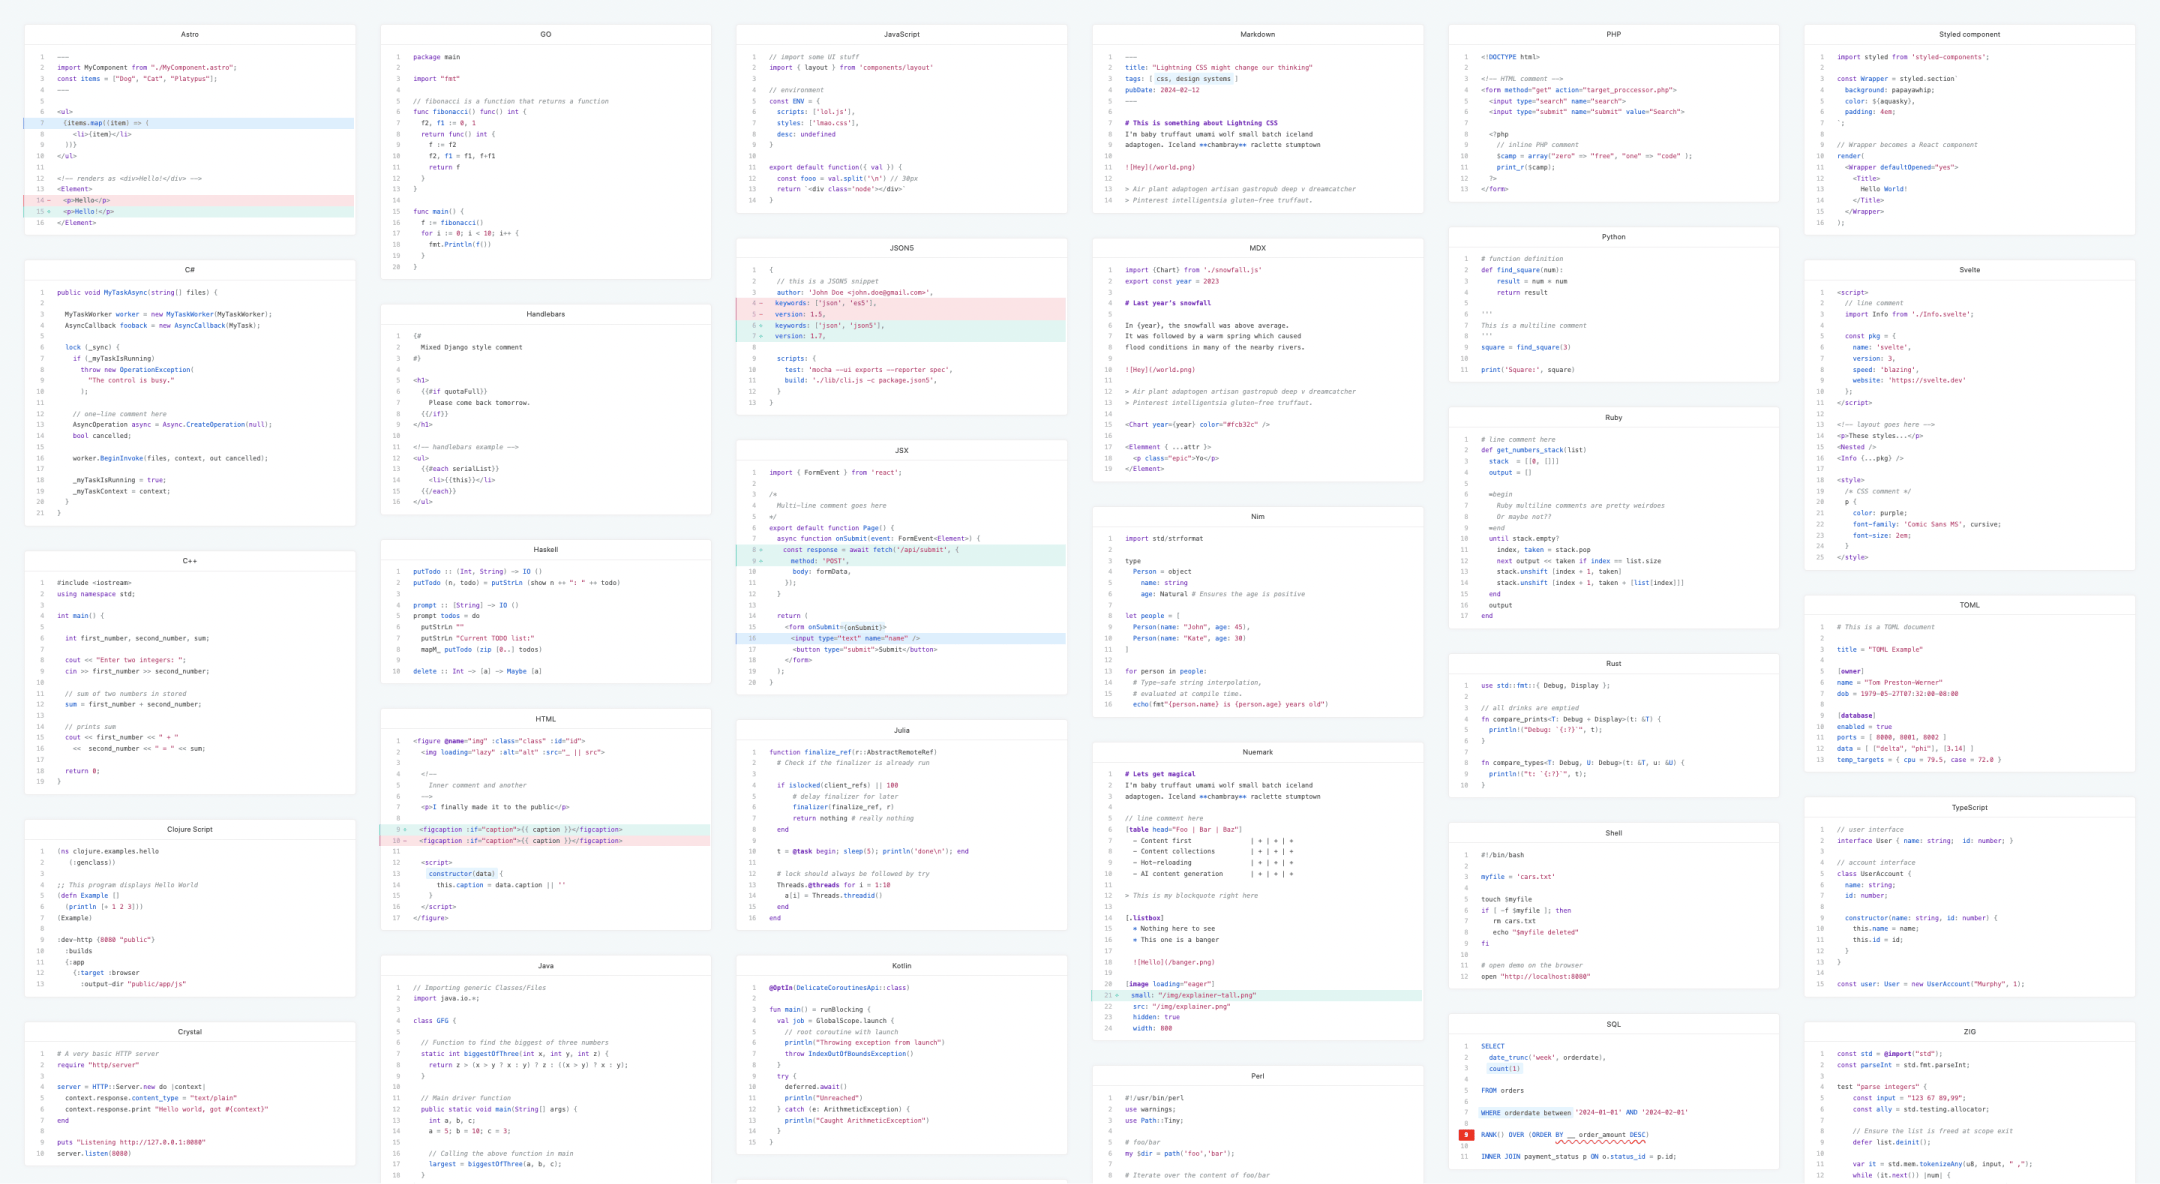 Astro
1 ---
2 import MyComponent from "./MyComponent.astro";
3 const items = ["Dog", "Cat", "Platypus"];
4 ---
5
6 <ul>
7 {items.map((item) => (
8 <li>{item}</li>
9 ))}
10 </ul>
11
12 <!-- renders as <div>Hello!</div> -->
13 <Element>
14 - <p>Hello</p>
15 + <p>Hello!</p>
16 </Element>
C#
1 public void MyTaskAsync(string[] files) {
2
3 MyTaskWorker worker = new MyTaskWorker(MyTaskWorker);
4 AsyncCallback fooback = new AsyncCallback(MyTask);
5
6 lock (_sync) {
7 if (_myTaskIsRunning)
8 throw new OperationException(
9 "The control is busy."
10 );
11
12 // one-line comment here
13 AsyncOperation async = Async.CreateOperation(null);
14 bool cancelled;
15
16 worker.BeginInvoke(files, context, out cancelled);
17
18 _myTaskIsRunning = true;
19 _myTaskContext = context;
20 }
21 }
C++
1 #include <iostream>
2 using namespace std;
3
4 int main() {
5
6 int first_number, second_number, sum;
7
8 cout << "Enter two integers: ";
9 cin >> first_number >> second_number;
10
11 // sum of two numbers in stored
12 sum = first_number + second_number;
13
14 // prints sum
15 cout << first_number << " + "
16 << second_number << " = " << sum;
17
18 return 0;
19 }
Clojure Script
1 (ns clojure.examples.hello
2 (:genclass))
3
4 ;; This program displays Hello World
5 (defn Example []
6 (println [+ 1 2 3]))
7 (Example)
8
9 :dev-http {8080 "public"}
10 :builds
11 {:app
12 {:target :browser
13 :output-dir "public/app/js"
Crystal
1 # A very basic HTTP server
2 require "http/server"
3
4 server = HTTP::Server.new do |context|
5 context.response.content_type = "text/plain"
6 context.response.print "Hello world, got #{context}"
7 end
8
9 puts "Listening http://127.0.0.1:8080"
10 server.listen(8080)
GO
1 package main
2
3 import "fmt"
4
5 // fibonacci is a function that returns a function
6 func fibonacci() func() int {
7 f2, f1 := 0, 1
8 return func() int {
9 f := f2
10 f2, f1 = f1, f+f1
11 return f
12 }
13 }
14
15 func main() {
16 f := fibonacci()
17 for i := 0; i < 10; i++ {
18 fmt.Println(f())
19 }
20 }
Handlebars
1 {#
2 Mixed Django style comment
3 #}
4
5 <h1>
6 {{#if quotaFull}}
7 Please come back tomorrow.
8 {{/if}}
9 </h1>
10
11 <!-- handlebars example -->
12 <ul>
13 {{#each serialList}}
14 <li>{{this}}</li>
15 {{/each}}
16 </ul>
Haskell
1 putTodo :: (Int, String) -> IO ()
2 putTodo (n, todo) = putStrLn (show n ++ ": " ++ todo)
3
4 prompt :: [String] -> IO ()
5 prompt todos = do
6 putStrLn ""
7 putStrLn "Current TODO list:"
8 mapM_ putTodo (zip [0..] todos)
9
10 delete :: Int -> [a] -> Maybe [a]
HTML
1 <figure @name="img" :class="class" :id="id">
2 <img loading="lazy" :alt="alt" :src="_ || src">
3
4 <!--
5 Inner comment and another
6 -->
7 <p>I finally made it to the public</p>
8
9 + <figcaption :if="caption">{{ caption }}</figcaption>
10 - <figcaption :if="caption">{{ caption }}</figcaption>
11
12 <script>
13 constructor(data) {
14 this.caption = data.caption || ''
15 }
16 </script>
17 </figure>
Java
1 // Importing generic Classes/Files
2 import java.io.*;
3
4 class GFG {
5
6 // Function to find the biggest of three numbers
7 static int biggestOfThree(int x, int y, int z) {
8 return z > (x > y ? x : y) ? z : ((x > y) ? x : y);
9 }
10
11 // Main driver function
12 public static void main(String[] args) {
13 int a, b, c;
14 a = 5; b = 10; c = 3;
15
16 // Calling the above function in main
17 largest = biggestOfThree(a, b, c);
18 }
JavaScript
1 // import some UI stuff
2 import { layout } from 'components/layout'
3
4 // environment
5 const ENV = {
6 scripts: ['lol.js'],
7 styles: ['lmao.css'],
8 desc: undefined
9 }
10
11 export default function({ val }) {
12 const fooo = val.split('\n') // 30px
13 return `<div class='node'></div>`
14 }
JSON5
1 {
2 // this is a JSON5 snippet
3 author: 'John Doe <john.doe@gmail.com>',
4 - keywords: ['json', 'es5'],
5 - version: 1.5,
6 + keywords: ['json', 'json5'],
7 + version: 1.7,
8
9 scripts: {
10 test: 'mocha --ui exports --reporter spec',
11 build: './lib/cli.js -c package.json5',
12 }
13 }
JSX
1 import { FormEvent } from 'react';
2
3 /*
4 Multi-line comment goes here
5 */
6 export default function Page() {
7 async function onSubmit(event: FormEvent<Element>) {
8 + const response = await fetch('/api/submit', {
9 + method: 'POST',
10 body: formData,
11 });
12 }
13
14 return (
15 <form onSubmit={onSubmit}>
16 <input type="text" name="name" />
17 <button type="submit">Submit</button>
18 </form>
19 );
20 }
Julia
1 function finalize_ref(r::AbstractRemoteRef)
2 # Check if the finalizer is already run
3
4 if islocked(client_refs) || 100
5 # delay finalizer for later
6 finalizer(finalize_ref, r)
7 return nothing # really nothing
8 end
9
10 t = @task begin; sleep(5); println('done\n'); end
11
12 # lock should always be followed by try
13 Threads.@threads for i = 1:10
14 a[i] = Threads.threadid()
15 end
16 end
Kotlin
1 @OptIn(DelicateCoroutinesApi::class)
2
3 fun main() = runBlocking {
4 val job = GlobalScope.launch {
5 // root coroutine with launch
6 println("Throwing exception from launch")
7 throw IndexOutOfBoundsException()
8 }
9 try {
10 deferred.await()
11 println("Unreached")
12 } catch (e: ArithmeticException) {
13 println("Caught ArithmeticException")
14 }
15 }
Markdown
1 ---
2 title: "Lightning CSS might change our thinking"
3 tags: [ css, design systems ]
4 pubDate: 2024-02-12
5 ---
6
7 # This is something about Lightning CSS
8 I'm baby truffaut umami wolf small batch iceland
9 adaptogen. Iceland **chambray** raclette stumptown
10
11 ![Hey](/world.png)
12
13 > Air plant adaptogen artisan gastropub deep v dreamcatcher
14 > Pinterest intelligentsia gluten-free truffaut.
MDX
1 import {Chart} from './snowfall.js'
2 export const year = 2023
3
4 # Last year's snowfall
5
6 In {year}, the snowfall was above average.
7 It was followed by a warm spring which caused
8 flood conditions in many of the nearby rivers.
9
10 ![Hey](/world.png)
11
12 > Air plant adaptogen artisan gastropub deep v dreamcatcher
13 > Pinterest intelligentsia gluten-free truffaut.
14
15 <Chart year={year} color="#fcb32c" />
16
17 <Elemment { ...attr }>
18 <p class="epic">Yo</p>
19 </Element>
Nim
1 import std/strformat
2
3 type
4 Person = object
5 name: string
6 age: Natural # Ensures the age is positive
7
8 let people = [
9 Person(name: "John", age: 45),
10 Person(name: "Kate", age: 30)
11 ]
12
13 for person in people:
14 # Type-safe string interpolation,
15 # evaluated at compile time.
16 echo(fmt"{person.name} is {person.age} years old")
Nuemark
1 # Lets get magical
2 I'm baby truffaut umami wolf small batch iceland
3 adaptogen. Iceland **chambray** raclette stumptown
4
5 // line comment here
6 [table head="Foo | Bar | Baz"]
7 - Content first | + | + | +
8 - Content collections | + | + | +
9 - Hot-reloading | + | + | +
10 - AI content generation | + | + | +
11
12 > This is my blockquote right here
13
14 [.listbox]
15 * Nothing here to see
16 * This one is a banger
17
18 ![Hello](/banger.png)
19
20 [image loading="eager"]
21 + small: "/img/explainer-tall.png"
22 src: "/img/explainer.png"
23 hidden: true
24 width: 800
Perl
1 #!/usr/bin/perl
2 use warnings;
3 use Path::Tiny;
4
5 # foo/bar
6 my $dir = path('foo','bar');
7
8 # Iterate over the content of foo/bar
PHP
1 <!DOCTYPE html>
2
3 <!-- HTML comment -->
4 <form method="get" action="target_proccessor.php">
5 <input type="search" name="search">
6 <input type="submit" name="submit" value="Search">
7
8 <?php
9 // inline PHP comment
10 $camp = array("zero" => "free", "one" => "code" );
11 print_r($camp);
12 ?>
13 </form>
Python
1 # function definition
2 def find_square(num):
3 result = num * num
4 return result
5
6 '''
7 This is a multiline comment
8 '''
9 square = find_square(3)
10
11 print('Square:', square)
Ruby
1 # line comment here
2 def get_numbers_stack(list)
3 stack = [[0, []]]
4 output = []
5
6 =begin
7 Ruby multiline comments are pretty weirdoes
8 Or maybe not??
9 =end
10 until stack.empty?
11 index, taken = stack.pop
12 next output << taken if index == list.size
13 stack.unshift [index + 1, taken]
14 stack.unshift [index + 1, taken + [list[index]]]
15 end
16 output
17 end
Rust
1 use std::fmt::{ Debug, Display };
2
3 // all drinks are emptied
4 fn compare_prints<T: Debug + Display>(t: &T) {
5 println!("Debug: `{:?}`", t);
6 }
7
8 fn compare_types<T: Debug, U: Debug>(t: &T, u: &U) {
9 println!("t: `{:?}`", t);
10 }
Shell
1 #!/bin/bash
2
3 myfile = 'cars.txt'
4
5 touch $myfile
6 if [ -f $myfile ]; then
7 rm cars.txt
8 echo "$myfile deleted"
9 fi
10
11 # open demo on the browser
12 open "http://localhost:8080"
SQL
1 SELECT
2 date_trunc('week', orderdate),
3 count(1)
4
5 FROM orders
6
7 WHERE orderdate between '2024-01-01' AND '2024-02-01'
8
9 RANK() OVER (ORDER BY __ order_amount DESC)
10
11 INNER JOIN payment_status p ON o.status_id = p.id;
Styled component
1 import styled from 'styled-components';
2
3 const Wrapper = styled.section`
4 background: papayawhip;
5 color: ${aquasky},
6 padding: 4em;
7 `;
8
9 // Wrapper becomes a React component
10 render(
11 <Wrapper defaultOpened="yes">
12 <Title>
13 Hello World!
14 </Title>
15 </Wrapper>
16 );
Svelte
1 <script>
2 // line comment
3 import Info from './Info.svelte';
4
5 const pkg = {
6 name: 'svelte',
7 version: 3,
8 speed: 'blazing',
9 website: 'https://svelte.dev'
10 };
11 </script>
12
13 <!-- layout goes here -->
14 <p>These styles...</p>
15 <Nested />
16 <Info {...pkg} />
17
18 <style>
19 /* CSS comment */
20 p {
21 color: purple;
22 font-family: 'Comic Sans MS', cursive;
23 font-size: 2em;
24 }
25 </style>
TOML
1 # This is a TOML document
2
3 title = "TOML Example"
4
5 [owner]
6 name = "Tom Preston-Werner"
7 dob = 1979-05-27T07:32:00-08:00
8
9 [database]
10 enabled = true
11 ports = [ 8000, 8001, 8002 ]
12 data = [ ["delta", "phi"], [3.14] ]
13 temp_targets = { cpu = 79.5, case = 72.0 }
TypeScript
1 // user interface
2 interface User { name: string; id: number; }
3
4 // account interface
5 class UserAccount {
6 name: string;
7 id: number;
8
9 constructor(name: string, id: number) {
10 this.name = name;
11 this.id = id;
12 }
13 }
14
15 const user: User = new UserAccount("Murphy", 1);
ZIG
1 const std = @import("std");
2 const parseInt = std.fmt.parseInt;
3
4 test "parse integers" {
5 const input = "123 67 89,99";
6 const ally = std.testing.allocator;
7
8 // Ensure the list is freed at scope exit
9 defer list.deinit();
10
11 var it = std.mem.tokenizeAny(u8, input, " ,");
12 while (it.next()) |num| {